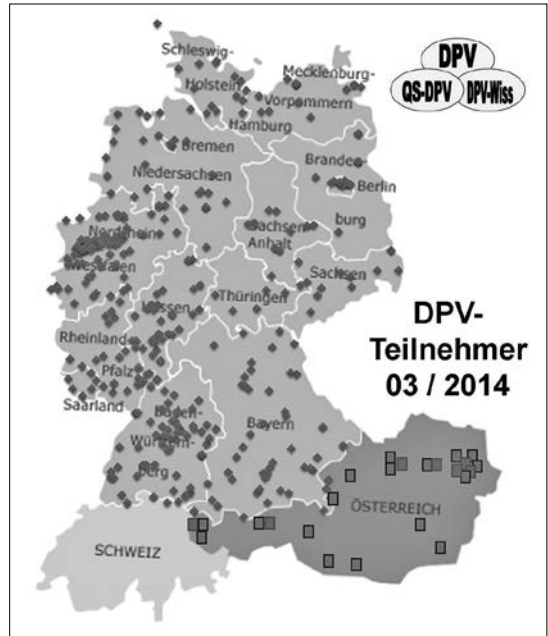 Schleswig-
Holstein
Mecklenburg-
Vorpommern
Hamburg
Bremen
Niedersachsen
Branden-
Berlin
burg
Sachsen
Anhalt
Nordrhein
Westfalen
Sachsen
Hessen
Thüringen
Rheinland
Pfalz
Saarland
Baden-
Württem-
berg
Bayern
DPV
QS-DPV
DPV-Wiss
DPV-
Teilnehmer
03 / 2014
ÖSTERREICH
SCHWEIZ